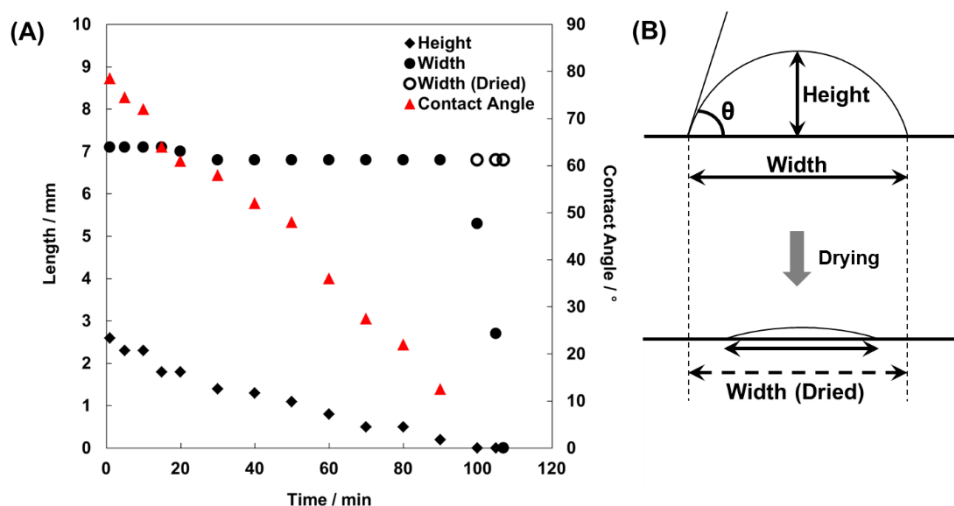 (A)
Height
Width
Width (Dried)
Contact Angle
10
9
8
7
6
5
4
3
2
1
0
Length / mm
90
80
70
60
50
40
30
20
10
0
Contact Angle / °
0
20
40
60
80
100
120
Time / min
(B)
θ
Height
Width
Drying
Width (Dried)